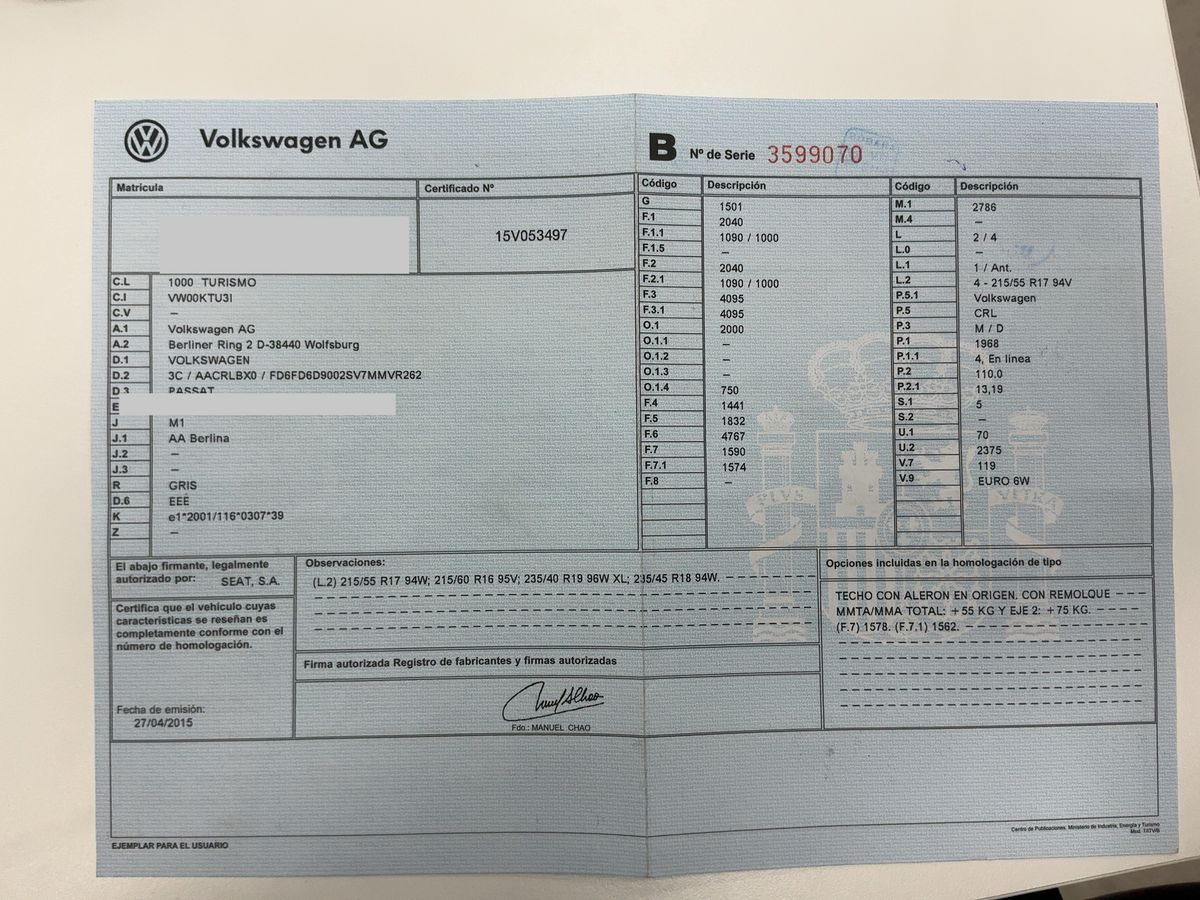 Volkswagen AG
B Nº de Serie 3599070
Matrícula
Certificado Nº
15V053497
C.L 1000 TURISMO
C.I VW00KTU3I
C.V –
A.1 Volkswagen AG
A.2 Berliner Ring 2 D-38440 Wolfsburg
D.1 VOLKSWAGEN
D.2 3C / AACRLBX0 / FD6FD6D9002SV7MMVR262
D.3 PASSAT
E
J M1
J.1 AA Berlina
J.2 –
J.3 –
R GRIS
D.6 EEE
K e1*2001/116*0307*39
Z –
Código Descripción
G 1501
F.1 2040
F.1.1 1090 / 1000
F.1.5 –
F.2 2040
F.2.1 1090 / 1000
F.3 4095
F.3.1 4095
O.1 2000
O.1.1 –
O.1.2 –
O.1.3 –
O.1.4 750
F.4 1441
F.5 1832
F.6 4767
F.7 1590
F.7.1 1574
F.8 –
Código Descripción
M.1 2786
M.4 –
L 2 / 4
L.0 –
L.1 1 / Ant.
L.2 4 - 215/55 R17 94V
P.5.1 Volkswagen
P.5 CRL
P.3 M / D
P.1 1968
P.1.1 4, En linea
P.2 110.0
P.2.1 13,19
S.1 5
S.2 –
U.1 70
U.2 2375
V.7 119
V.9 EURO 6W
PLVS
VLTRA
El abajo firmante, legalmente
autorizado por: SEAT, S.A.
Certifica que el vehículo cuyas
características se reseñan es
completamente conforme con el
número de homologación.
Fecha de emisión:
27/04/2015
Observaciones:
(L.2) 215/55 R17 94W; 215/60 R16 95V; 235/40 R19 96W XL; 235/45 R18 94W.
Firma autorizada Registro de fabricantes y firmas autorizadas
Fdo.: MANUEL CHAO
Opciones incluidas en la homologación de tipo
TECHO CON ALERON EN ORIGEN. CON REMOLQUE
MMTA/MMA TOTAL: +55 KG Y EJE 2: +75 KG.
(F.7) 1578. (F.7.1) 1562.
EJEMPLAR PARA EL USUARIO
Centro de Publicaciones. Ministerio de Industria, Energía y Turismo